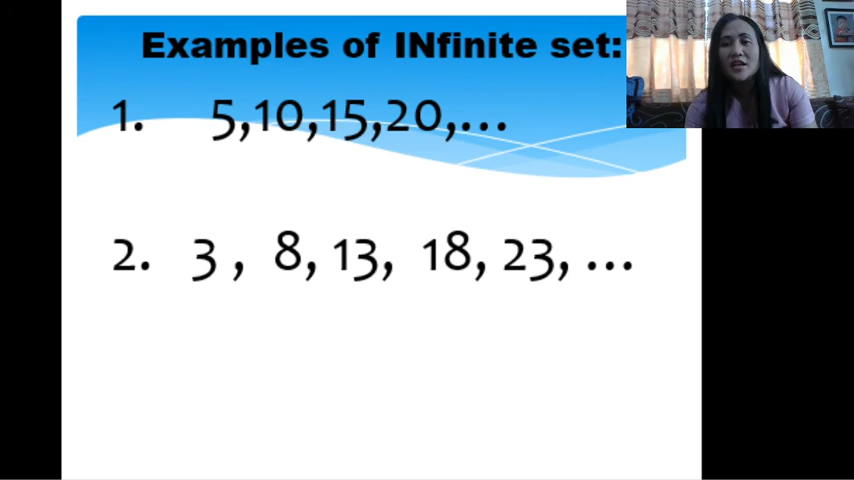 Examples of INfinite set:
1. 5,10,15,20,...
2. 3 , 8, 13, 18, 23, ...